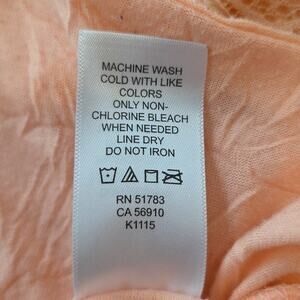 MACHINE WASH
COLD WITH LIKE
COLORS
ONLY NON-
CHLORINE BLEACH
WHEN NEEDED
LINE DRY
DO NOT IRON
RN 51783
CA 56910
K1115